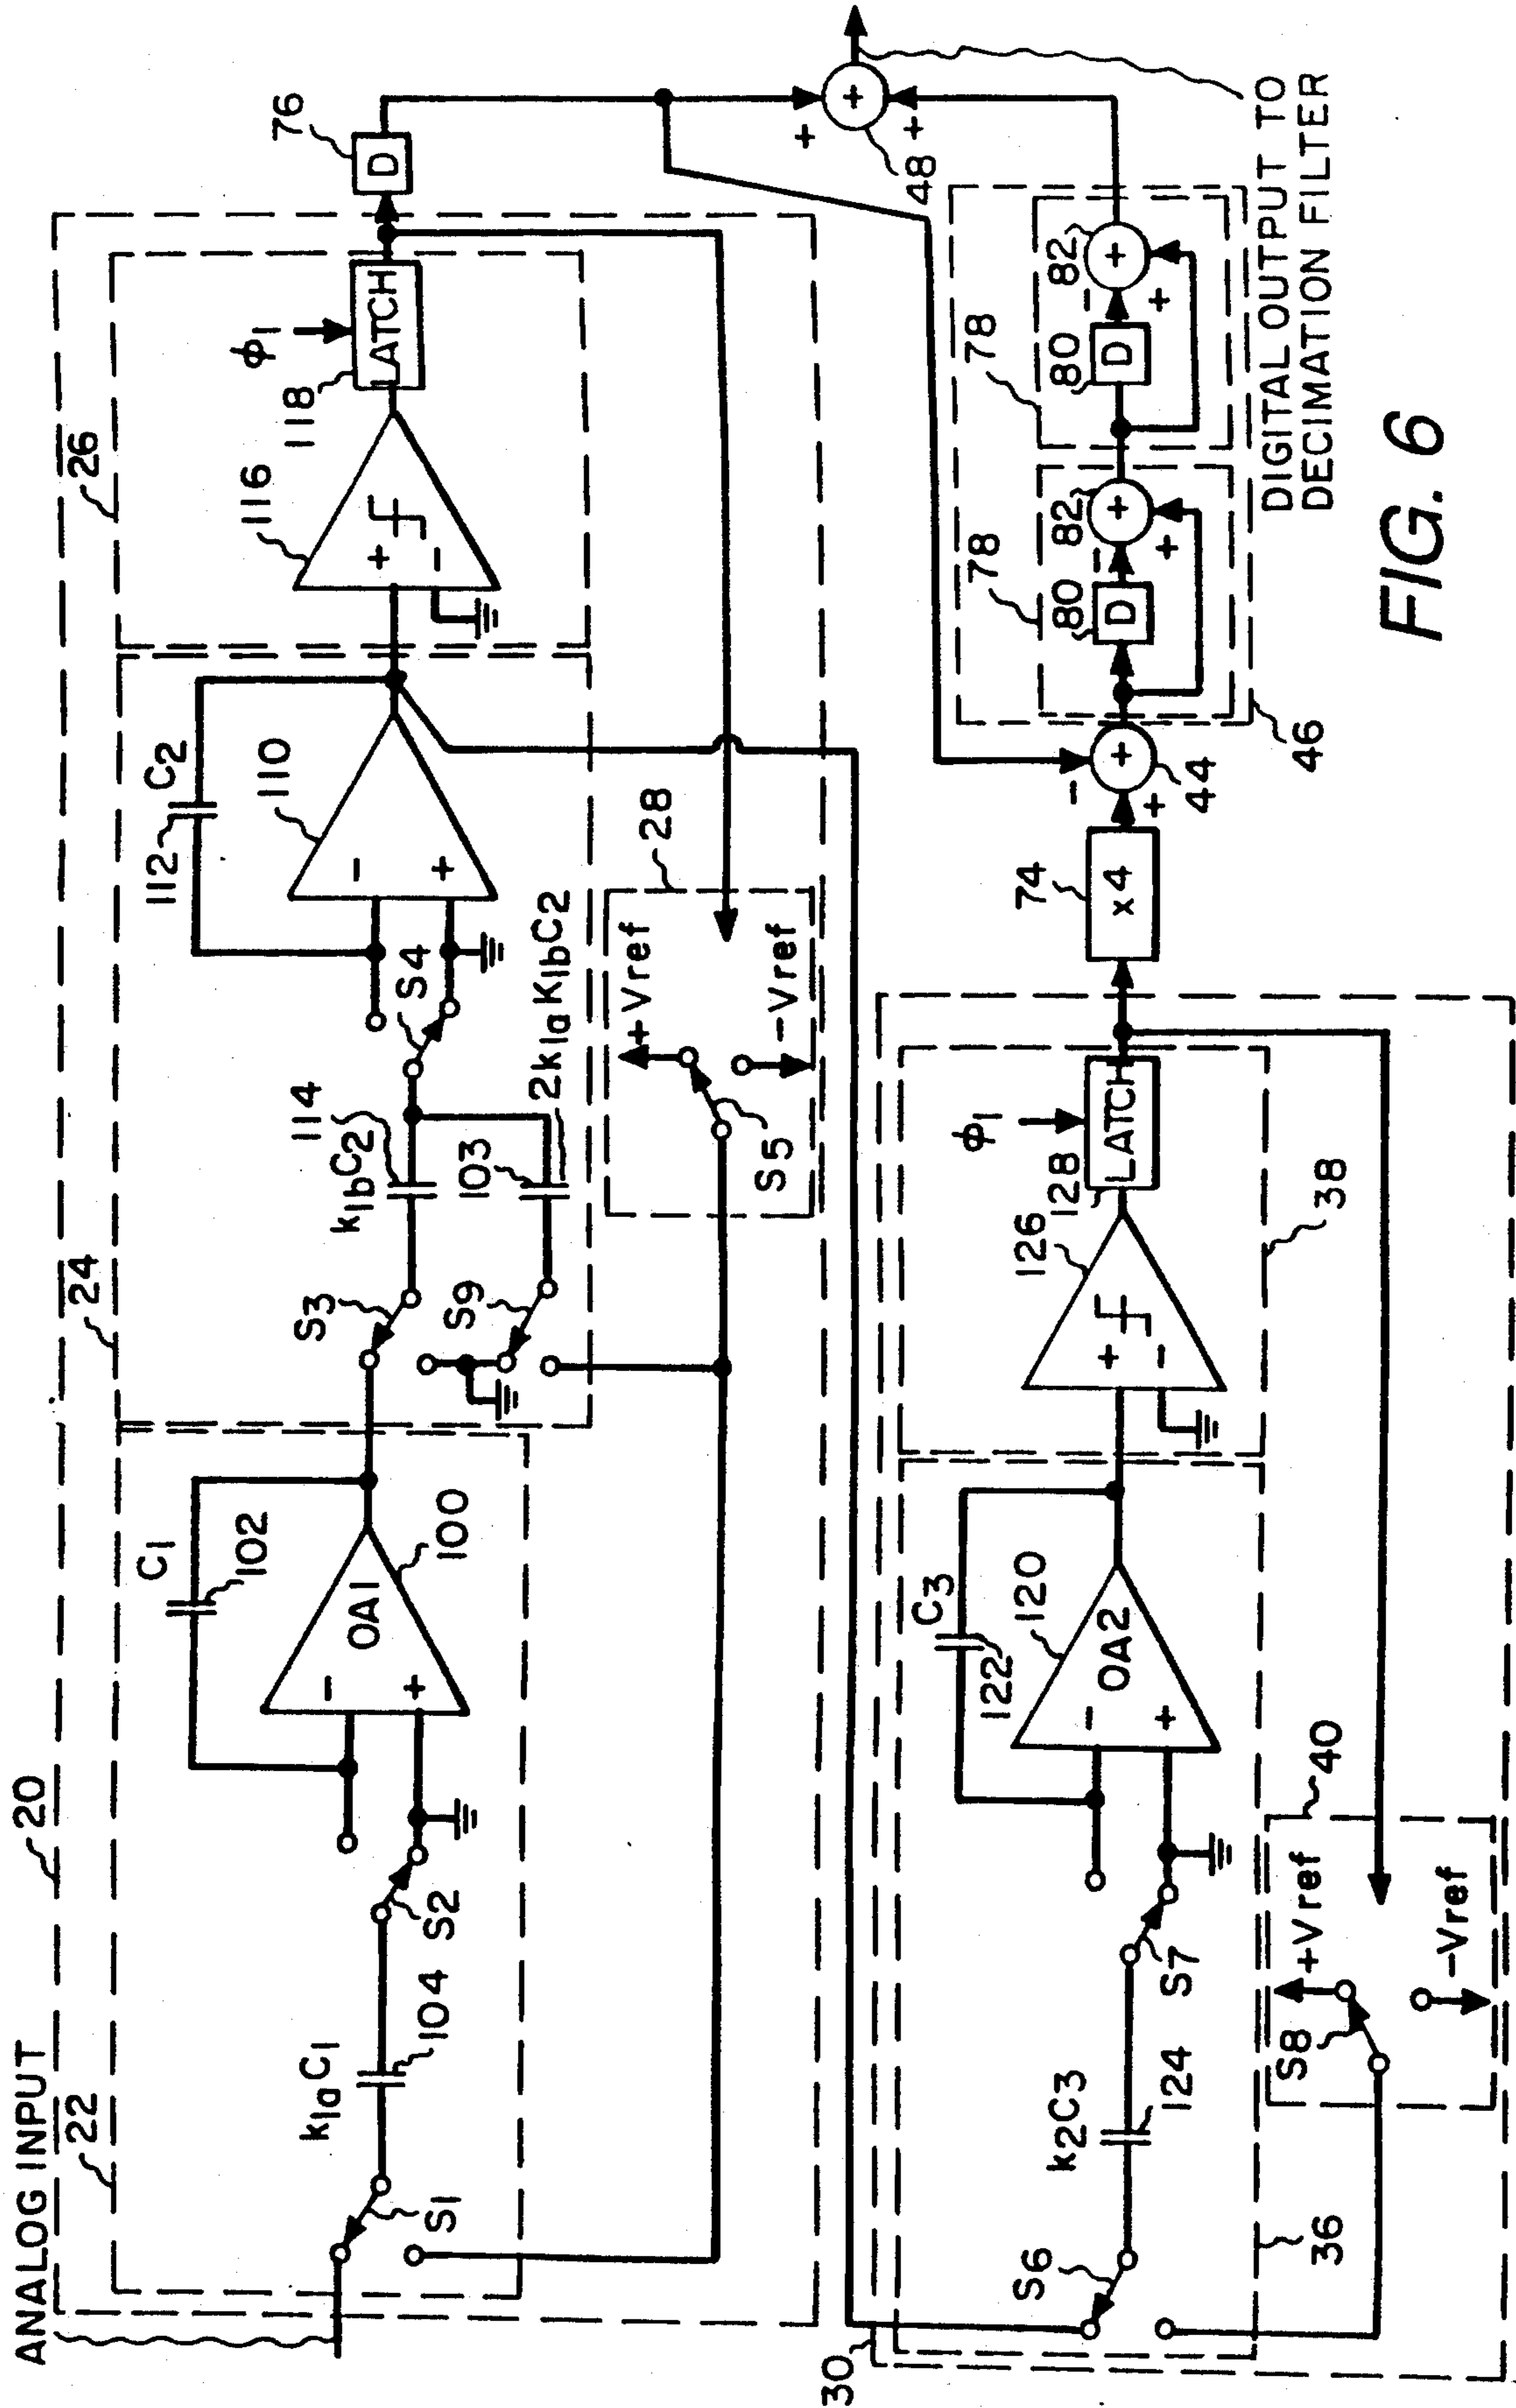 ANALOG INPUT
20
22
24
26
S1
k1aC1
104
S2
C1
102
OA1
-
+
100
S3
S9
k1bC2
114
103
2k1aK1bC2
S4
112
C2
110
-
+
116
+
-
118
ϕ1
LATCH
76
D
28
+Vref
-Vref
S5
30
S6
k2C3
124
S7
36
C3
122
OA2
-
+
120
40
+Vref
-Vref
S8
126
+
-
128
ϕ1
LATCH
38
74
x4
-
+
+
44
46
78
80
D
-
+
82
+
78
80
D
-
+
82
+
+
+
+
48
DIGITAL OUTPUT TO
DECIMATION FILTER
FIG. 6